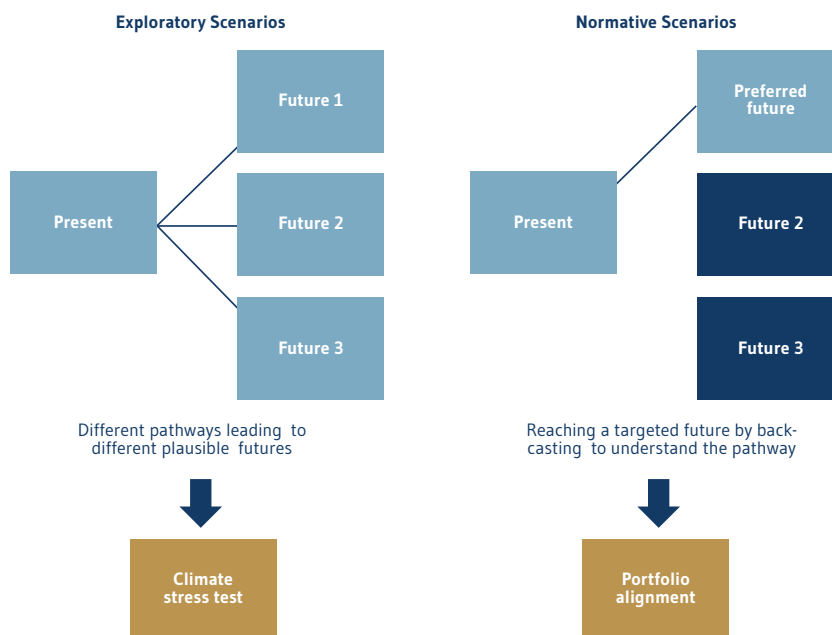 Exploratory Scenarios
Future 1
Present
Future 2
Future 3
Different pathways leading to
different plausible futures
Climate
stress test
Normative Scenarios
Preferred
future
Present
Future 2
Future 3
Reaching a targeted future by back-
casting to understand the pathway
Portfolio
alignment